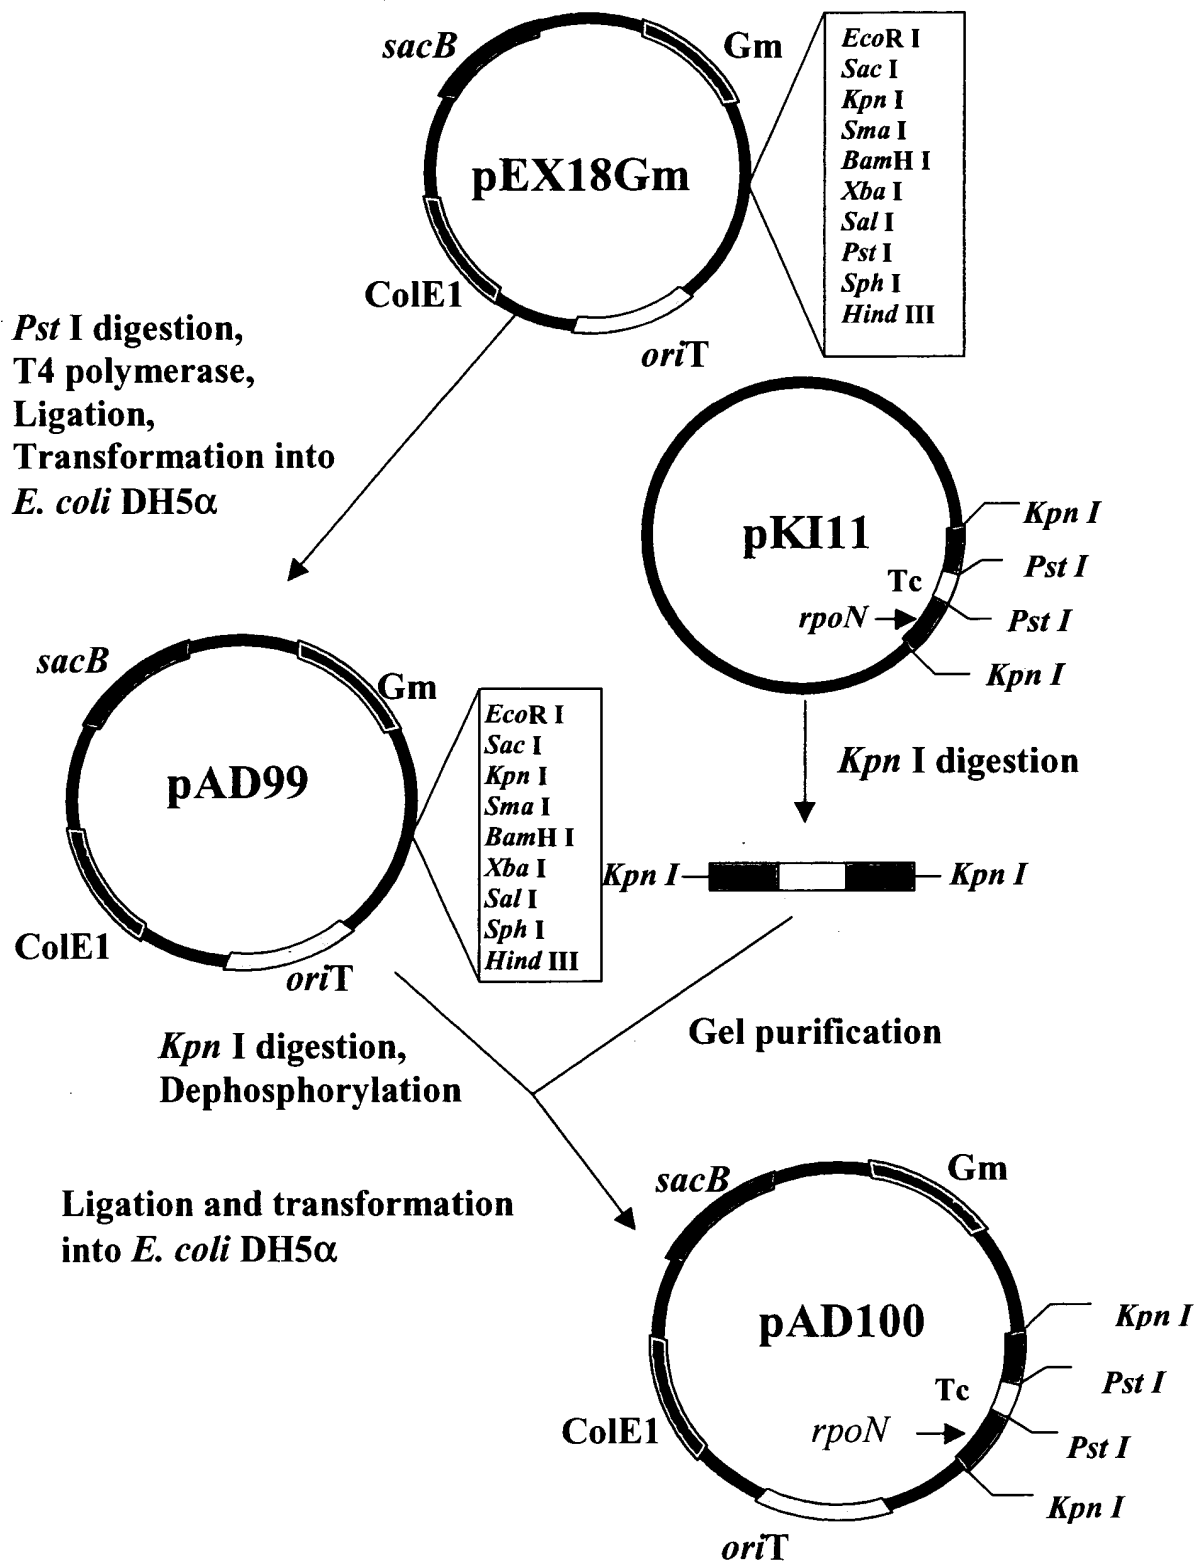 sacB
Gm
pEX18Gm
ColE1
oriT
EcoR I
Sac I
Kpn I
Sma I
BamH I
Xba I
Sal I
Pst I
Sph I
Hind III
Pst I digestion,
T4 polymerase,
Ligation,
Transformation into
E. coli DH5α
pKI11
Kpn I
Pst I
Tc
rpoN
Pst I
Kpn I
Kpn I digestion
sacB
Gm
pAD99
ColE1
oriT
EcoR I
Sac I
Kpn I
Sma I
BamH I
Xba I
Sal I
Sph I
Hind III
Kpn I
Kpn I
Kpn I digestion,
Dephosphorylation
Gel purification
Ligation and transformation
into E. coli DH5α
sacB
Gm
pAD100
Kpn I
Pst I
Tc
rpoN
Pst I
Kpn I
ColE1
oriT